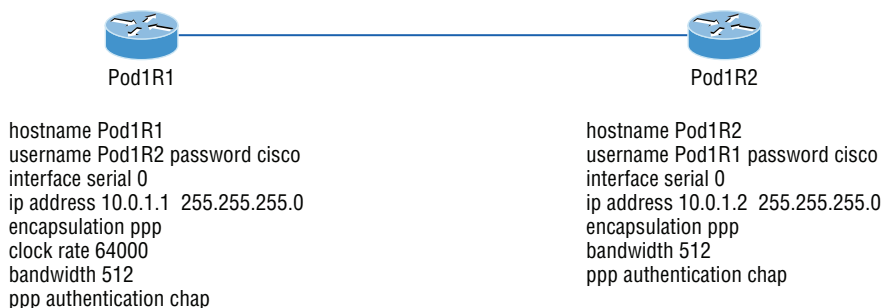 Pod1R1
Pod1R2
hostname Pod1R1
username Pod1R2 password cisco
interface serial 0
ip address 10.0.1.1 255.255.255.0
encapsulation ppp
clock rate 64000
bandwidth 512
ppp authentication chap
hostname Pod1R2
username Pod1R1 password cisco
interface serial 0
ip address 10.0.1.2 255.255.255.0
encapsulation ppp
bandwidth 512
ppp authentication chap